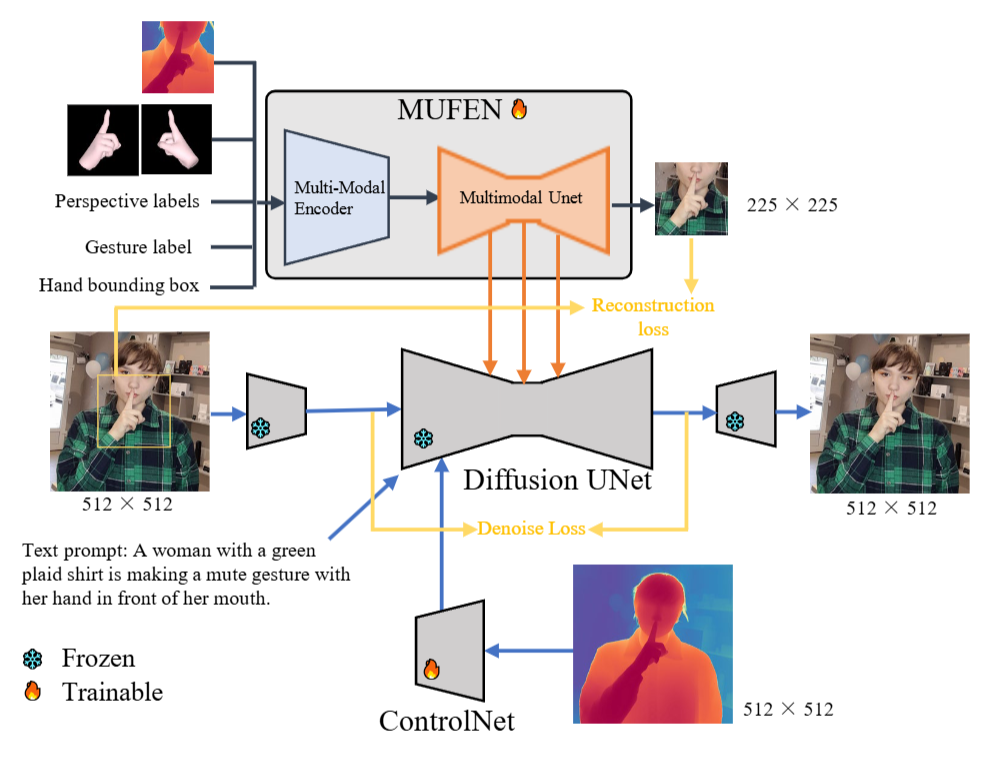 MUFEN
Multi-Modal
Encoder
Multimodal Unet
Perspective labels
Gesture label
Hand bounding box
225 × 225
Reconstruction
loss
512 × 512
Diffusion UNet
512 × 512
Denoise Loss
Text prompt: A woman with a green
plaid shirt is making a mute gesture with
her hand in front of her mouth.
Frozen
Trainable
ControlNet
512 × 512